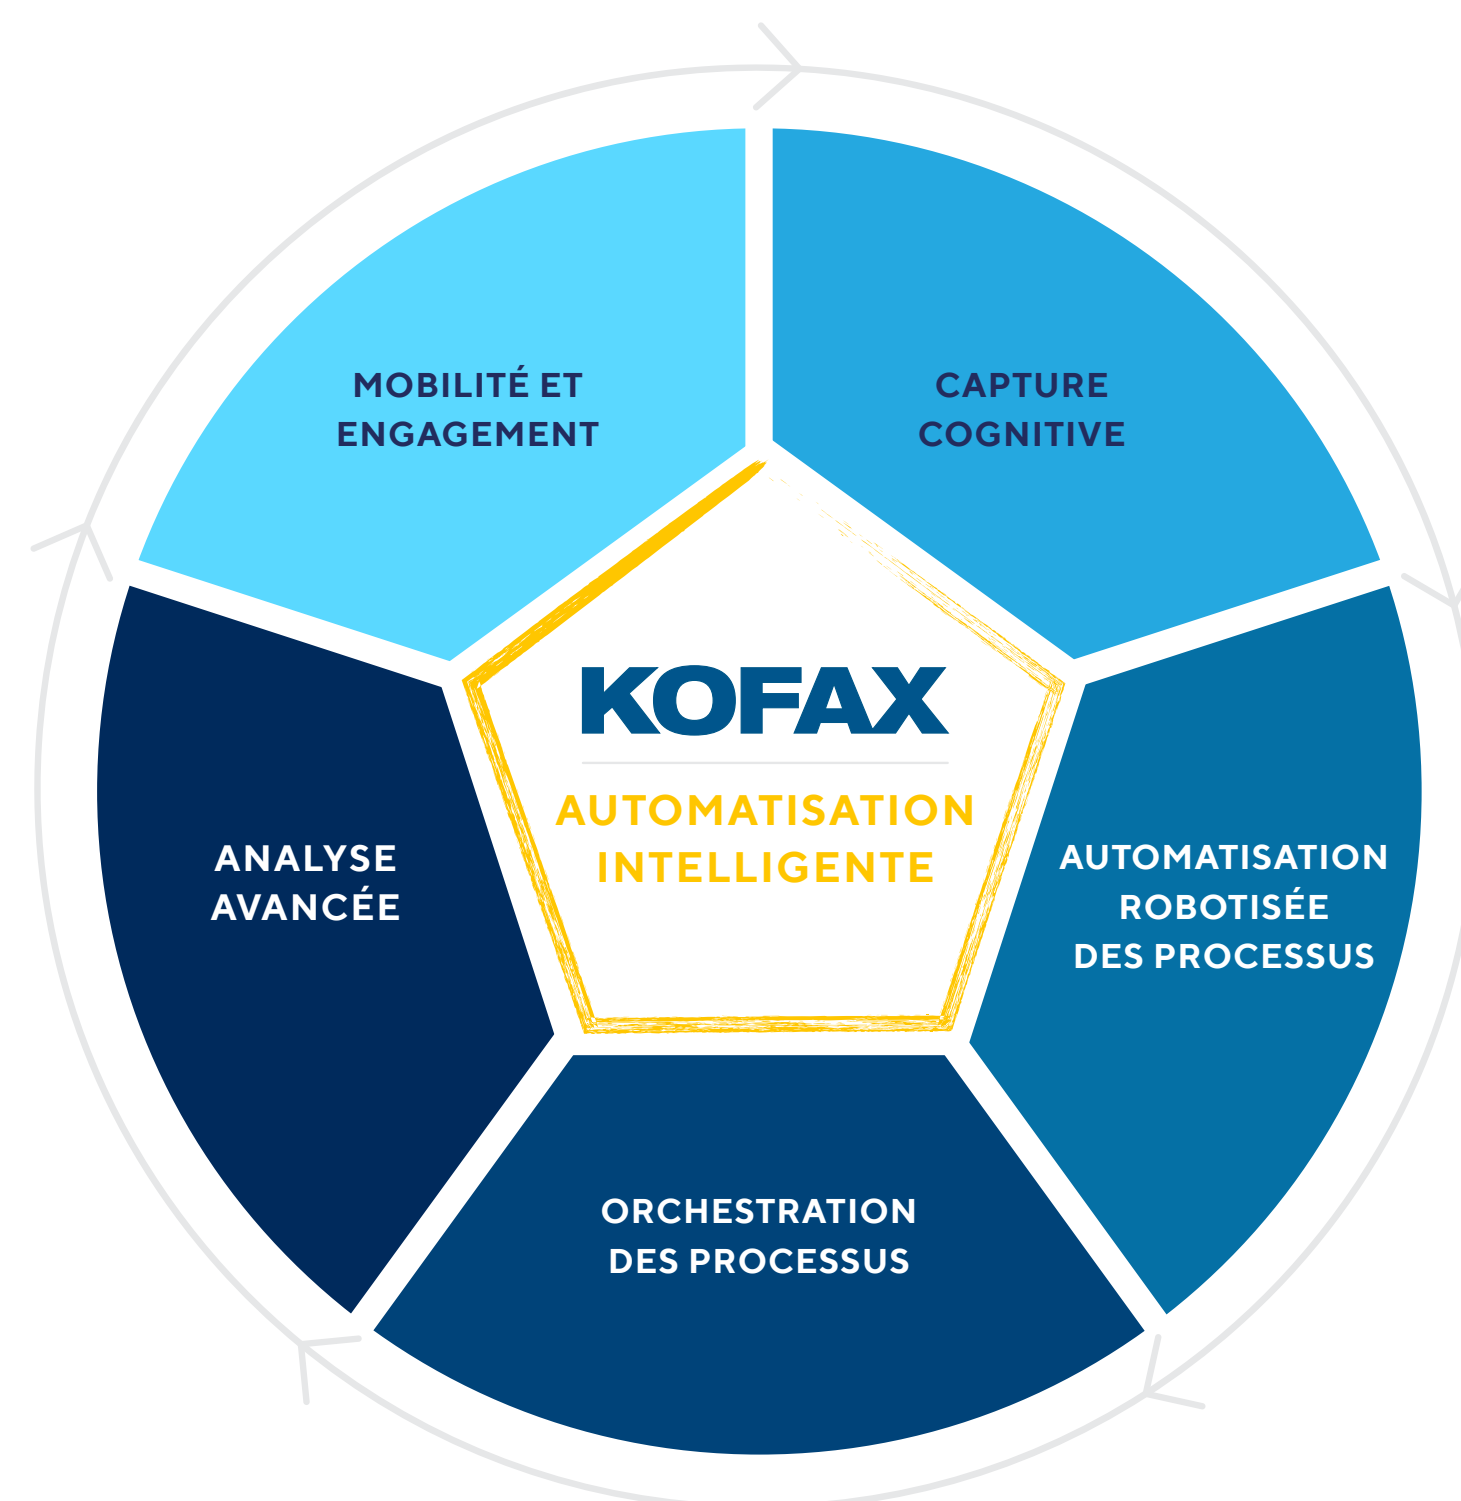 MOBILITÉ ET
ENGAGEMENT
CAPTURE
COGNITIVE
KOFAX
AUTOMATISATION
INTELLIGENTE
ANALYSE
AVANCÉE
AUTOMATISATION
ROBOTISÉE
DES PROCESSUS
ORCHESTRATION
DES PROCESSUS